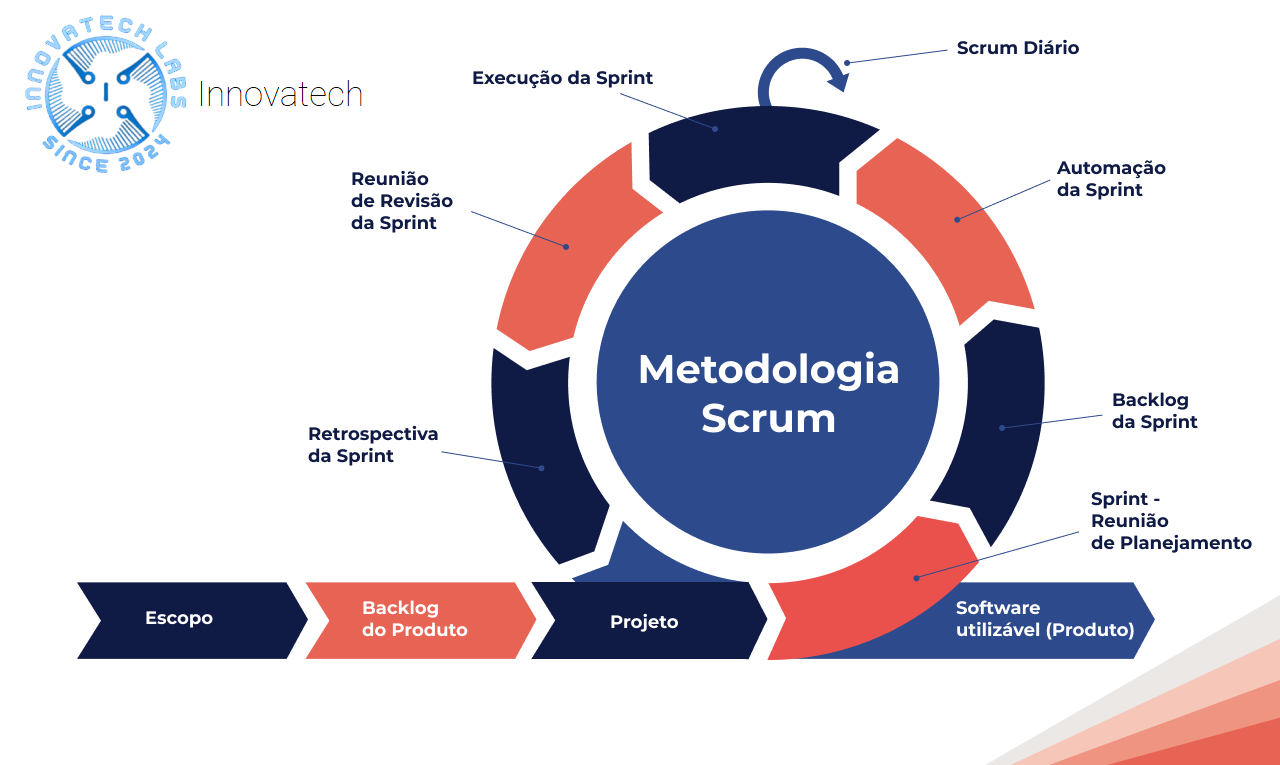 INNOVATECH LABS
SINCE 2024
Innovatech
Scrum Diário
Execução da Sprint
Automação
da Sprint
Reunião
de Revisão
da Sprint
Metodologia
Scrum
Backlog
da Sprint
Retrospectiva
da Sprint
Sprint -
Reunião
de Planejamento
Escopo
Backlog
do Produto
Projeto
Software
utilizável (Produto)